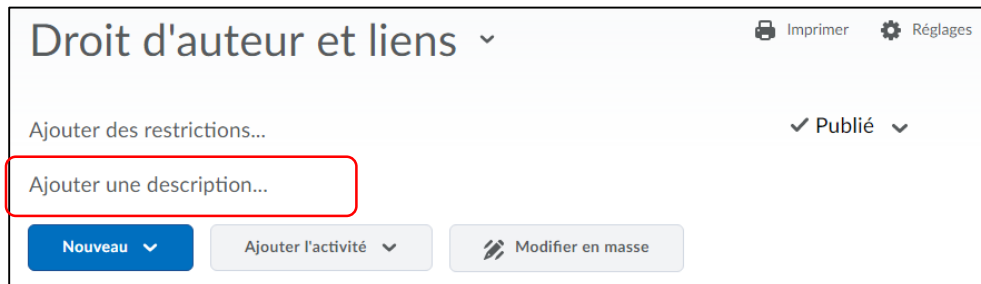 Droit d'auteur et liens
Imprimer
Réglages
Ajouter des restrictions...
Publié
Ajouter une description...
Nouveau
Ajouter l'activité
Modifier en masse